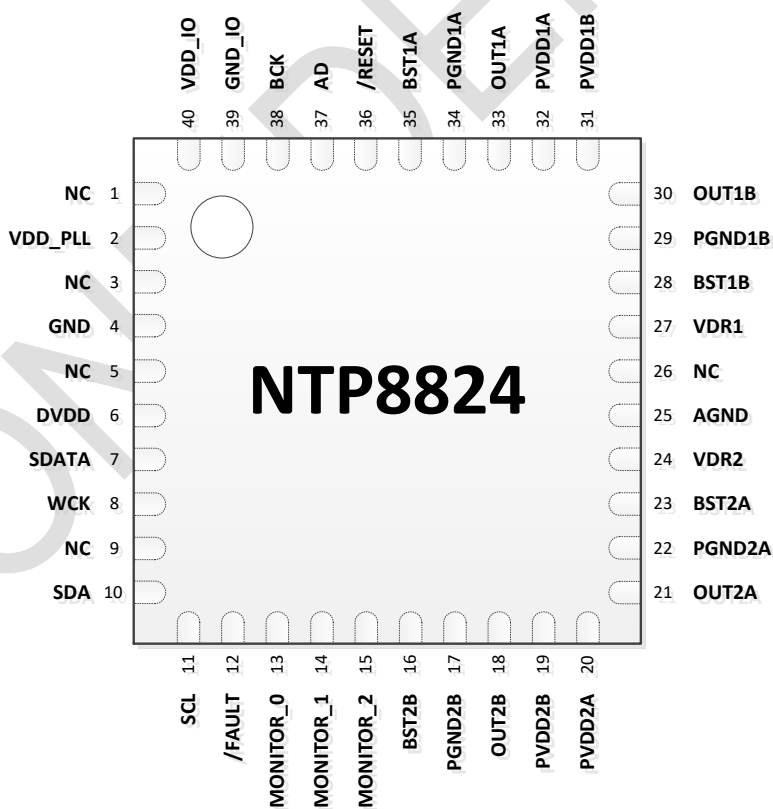 VDD_IO GND_IO BCK AD /RESET BST1A PGND1A OUT1A PVDD1A PVDD1B
40 39 38 37 36 35 34 33 32 31
NC 1
VDD_PLL 2
NC 3
GND 4
NC 5
DVDD 6
SDATA 7
WCK 8
NC 9
SDA 10
NTP8824
30 OUT1B
29 PGND1B
28 BST1B
27 VDR1
26 NC
25 AGND
24 VDR2
23 BST2A
22 PGND2A
21 OUT2A
11 12 13 14 15 16 17 18 19 20
SCL /FAULT MONITOR_0 MONITOR_1 MONITOR_2 BST2B PGND2B OUT2B PVDD2B PVDD2A